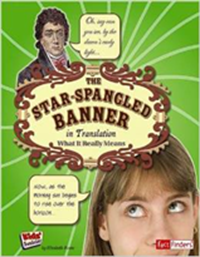 Oh, say can
you see, by
the dawn's early
light...
THE
STAR-SPANGLED
BANNER
in Translation
What It Really Means
Now, as the
morning sun begins
to rise over the
horizon...
Kids'
by Elizabeth Raum
Fact Finders